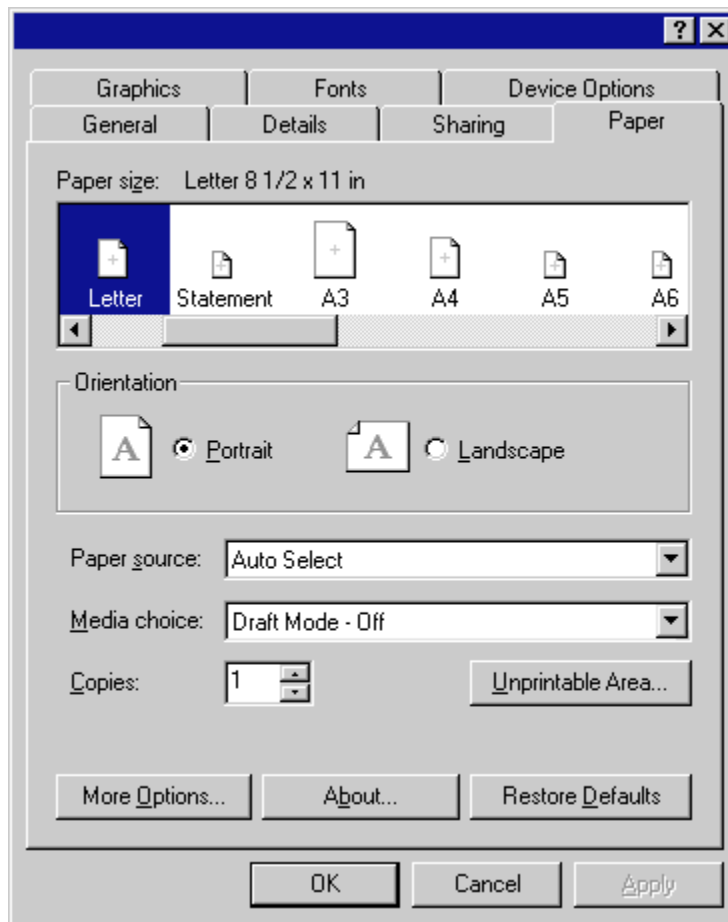 Graphics Fonts Device Options
General Details Sharing Paper
Paper size: Letter 8 1/2 x 11 in
Letter Statement A3 A4 A5 A6
Orientation
A Portrait A Landscape
Paper source: Auto Select
Media choice: Draft Mode - Off
Copies: 1 Unprintable Area...
More Options... About... Restore Defaults
OK Cancel Apply